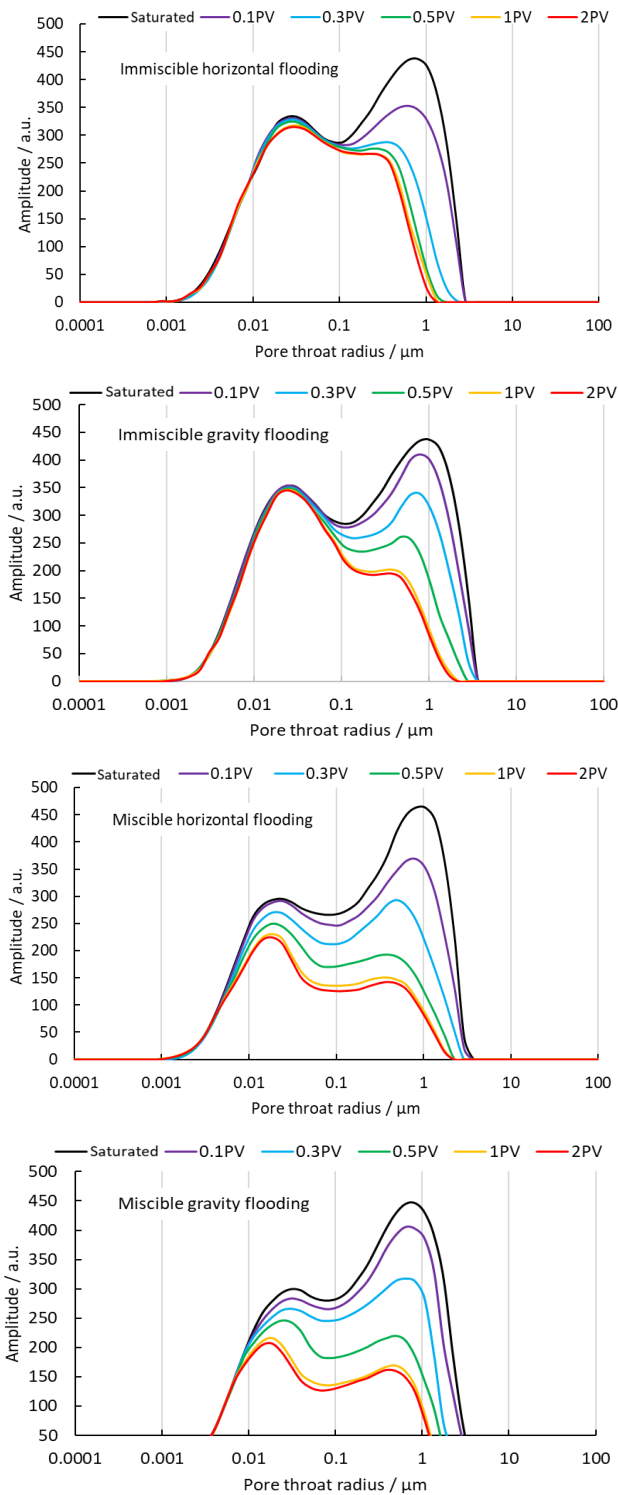 Saturated 0.1PV 0.3PV 0.5PV 1PV 2PV
500
450
400
350
300
250
200
150
100
50
0
Amplitude / a.u.
Immiscible horizontal flooding
0.0001 0.001 0.01 0.1 1 10 100
Pore throat radius / μm
Saturated 0.1PV 0.3PV 0.5PV 1PV 2PV
500
450
400
350
300
250
200
150
100
50
0
Amplitude / a.u.
Immiscible gravity flooding
0.0001 0.001 0.01 0.1 1 10 100
Pore throat radius / μm
Saturated 0.1PV 0.3PV 0.5PV 1PV 2PV
500
450
400
350
300
250
200
150
100
50
0
Amplitude / a.u.
Miscible horizontal flooding
0.0001 0.001 0.01 0.1 1 10 100
Pore throat radius / μm
Saturated 0.1PV 0.3PV 0.5PV 1PV 2PV
500
450
400
350
300
250
200
150
100
50
Amplitude / a.u.
Miscible gravity flooding
0.0001 0.001 0.01 0.1 1 10 100
Pore throat radius / μm